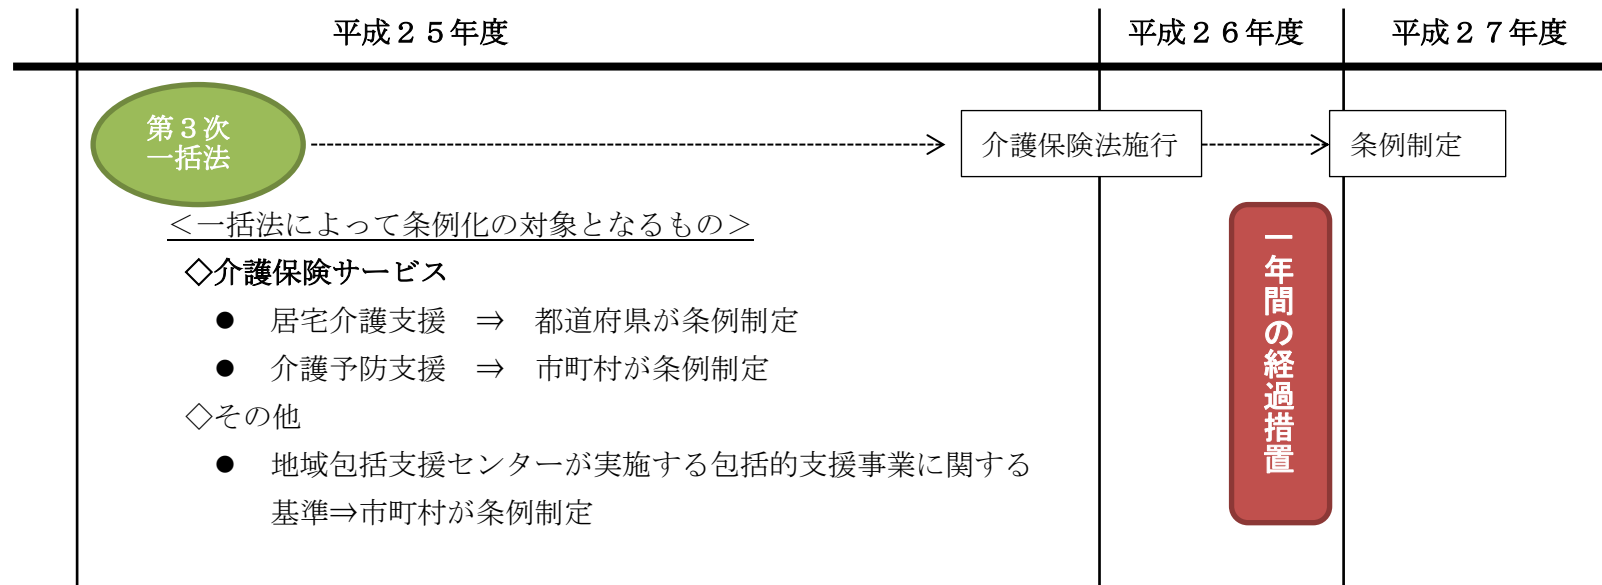 平成２５年度
平成２６年度
平成２７年度
第３次
一括法
介護保険法施行
条例制定
＜一括法によって条例化の対象となるもの＞
◇介護保険サービス
● 居宅介護支援 ⇒ 都道府県が条例制定
● 介護予防支援 ⇒ 市町村が条例制定
◇その他
● 地域包括支援センターが実施する包括的支援事業に関する
基準⇒市町村が条例制定
一年間の経過措置